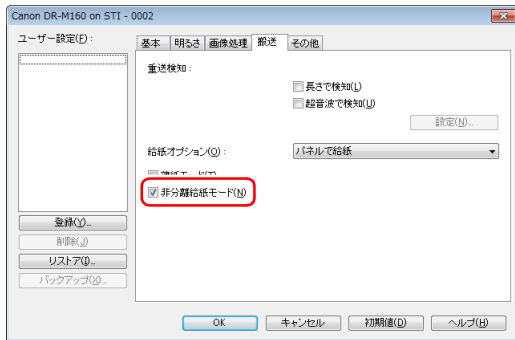 Canon DR-M160 on STI - 0002
ユーザー設定(F):
基本 明るさ 画像処理 搬送 その他
重送検知:
長さで検知(L)
超音波で検知(U)
設定(N)...
給紙オプション(O):
パネルで給紙
非分離給紙モード(N)
登録(Y)...
削除(J)
リストア(I)...
バックアップ(X)...
OK キャンセル 初期値(D) ヘルプ(H)